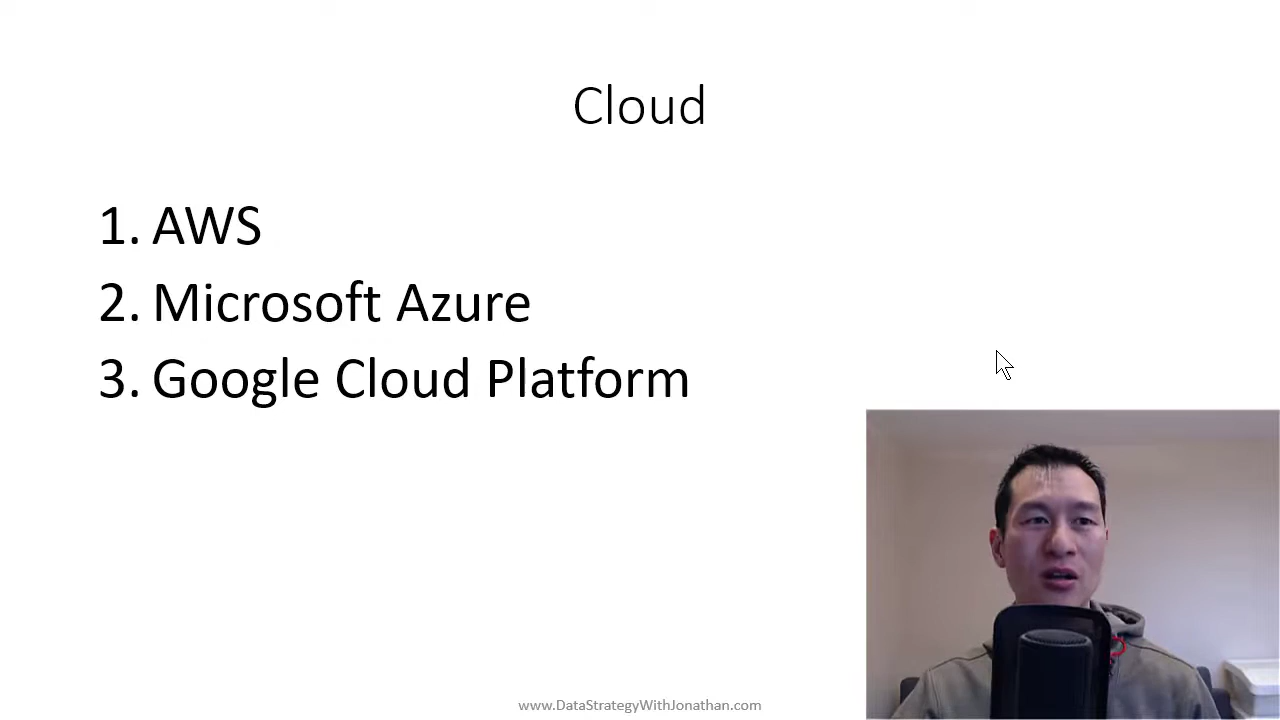 Cloud
1. AWS
2. Microsoft Azure
3. Google Cloud Platform
www.DataStrategyWithJonathan.com